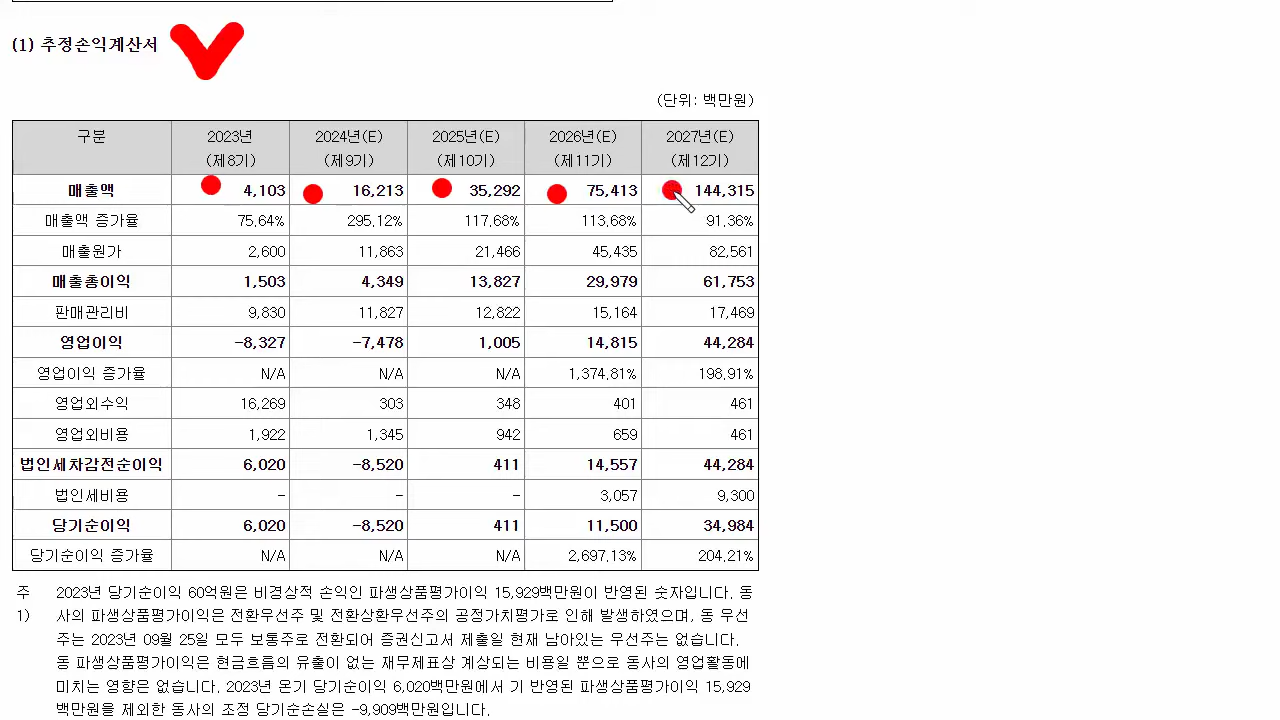 (1) 추정손익계산서
(단위: 백만원)
구분 2023년 (제8기) 2024년(E) (제9기) 2025년(E) (제10기) 2026년(E) (제11기) 2027년(E) (제12기)
매출액 4,103 16,213 35,292 75,413 144,315
매출액 증가율 75.64% 295.12% 117.68% 113.68% 91.36%
매출원가 2,600 11,863 21,466 45,435 82,561
매출총이익 1,503 4,349 13,827 29,979 61,753
판매관리비 9,830 11,827 12,822 15,164 17,469
영업이익 -8,327 -7,478 1,005 14,815 44,284
영업이익 증가율 N/A N/A N/A 1,374.81% 198.91%
영업외수익 16,269 303 348 401 461
영업외비용 1,922 1,345 942 659 461
법인세차감전순이익 6,020 -8,520 411 14,557 44,284
법인세비용 - - - 3,057 9,300
당기순이익 6,020 -8,520 411 11,500 34,984
당기순이익 증가율 N/A N/A N/A 2,697.13% 204.21%
주 2023년 당기순이익 60억원은 비경상적 손익인 파생상품평가이익 15,929백만원이 반영된 숫자입니다. 동
1) 사의 파생상품평가이익은 전환우선주 및 전환상환우선주의 공정가치평가로 인해 발생하였으며, 동 우선
주는 2023년 09월 25일 모두 보통주로 전환되어 증권신고서 제출일 현재 남아있는 우선주는 없습니다.
동 파생상품평가이익은 현금흐름의 유출이 없는 재무제표상 계상되는 비용일 뿐으로 동사의 영업활동에
미치는 영향은 없습니다. 2023년 온기 당기순이익 6,020백만원에서 기 반영된 파생상품평가이익 15,929
백만원을 제외한 동사의 조정 당기순손실은 -9,909백만원입니다.